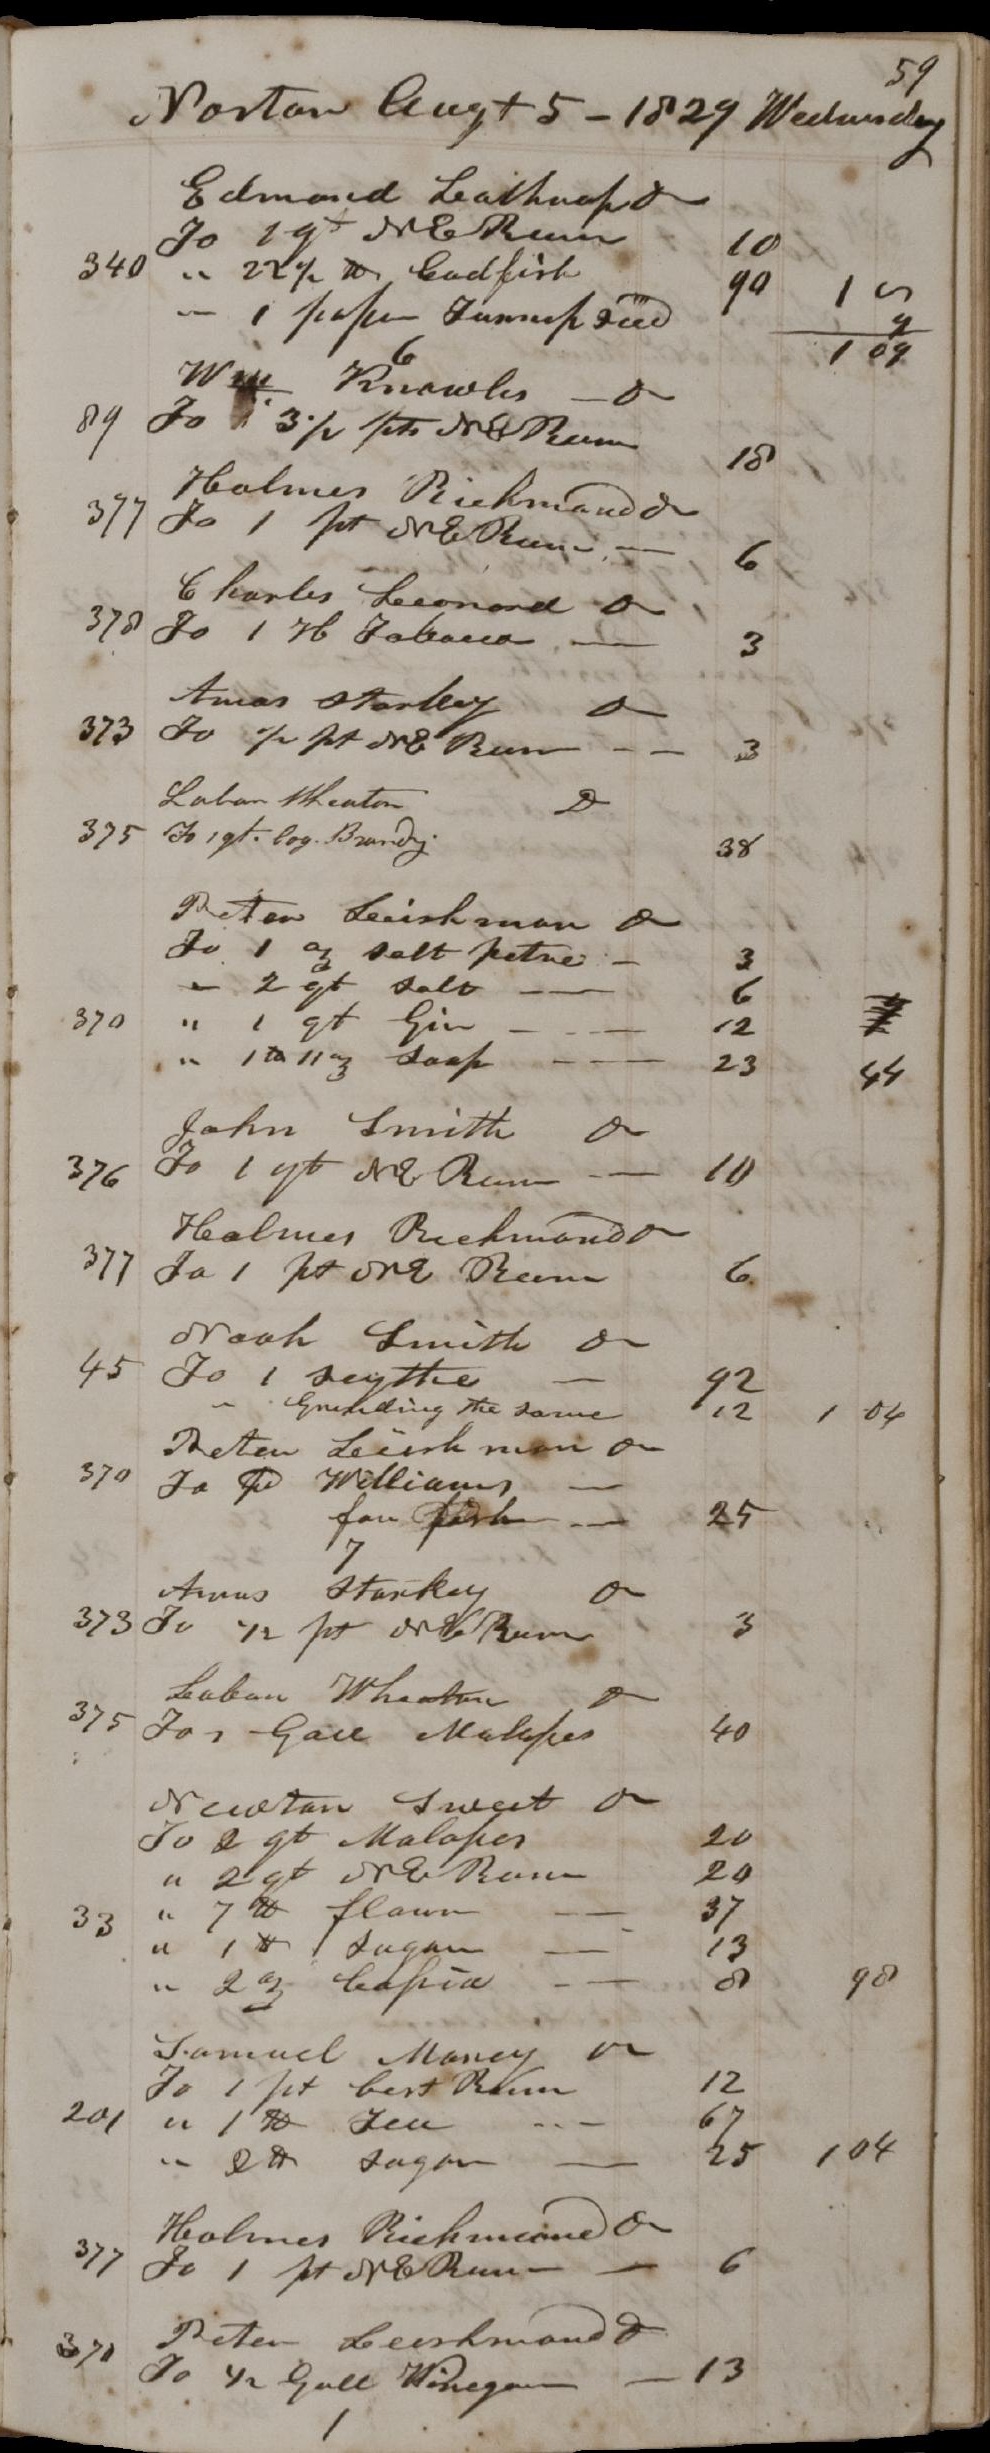 59
Norton Augt 5 - 1829 Wednesday
Edmond Leathrop Dr
To 1 qt N E Rum 10
340 " 22 1/2 lb Codfish 90 1 00
" 1 paper Turnup Seed 9
1 09
6
Wm Knowles Dr
89 To 3 1/2 pts N E Rum 18
Holmes Richmond Dr
377 To 1 pt N E Rum 6
Charles Leonard Dr
378 To 1 H Tobacco 3
Amos Starkey Dr
373 To 1/2 pt N E Rum 3
Laban Wheaton Dr
375 To 1 qt. Cog. Brandy 38
Peter Leishman Dr
To 1 oz salt petre 3
" 2 qt salt 6
370 " 1 qt Gin 12
" 1 lb 11 oz soap 23 44
John Smith Dr
376 To 1 qt N E Rum 10
Holmes Richmond Dr
377 To 1 pt N E Rum 6
Noah Smith Dr
45 To 1 scythe 92
" Grinding the same 12 1 04
Peter Leishman Dr
370 To pd Williams
for fish 25
7
Amos Starkey Dr
373 To 1/2 pt N E Rum 3
Laban Wheaton Dr
375 To 1 Gall Molasses 40
Newton Sweet Dr
To 2 qt Molasses 20
" 2 qt N E Rum 20
" 7 lb flour 37
33 " 1 lb sugar 13
" 2 oz 8 98
Samuel Morey Dr
To 1 pt best Rum 12
201 " 1 lb Tea 67
" 2 lb sugar 25 1 04
Holmes Richmond Dr
377 To 1 pt N E Rum 6
Peter Leishman Dr
370 To 1/2 Gall Vinegar 13
1